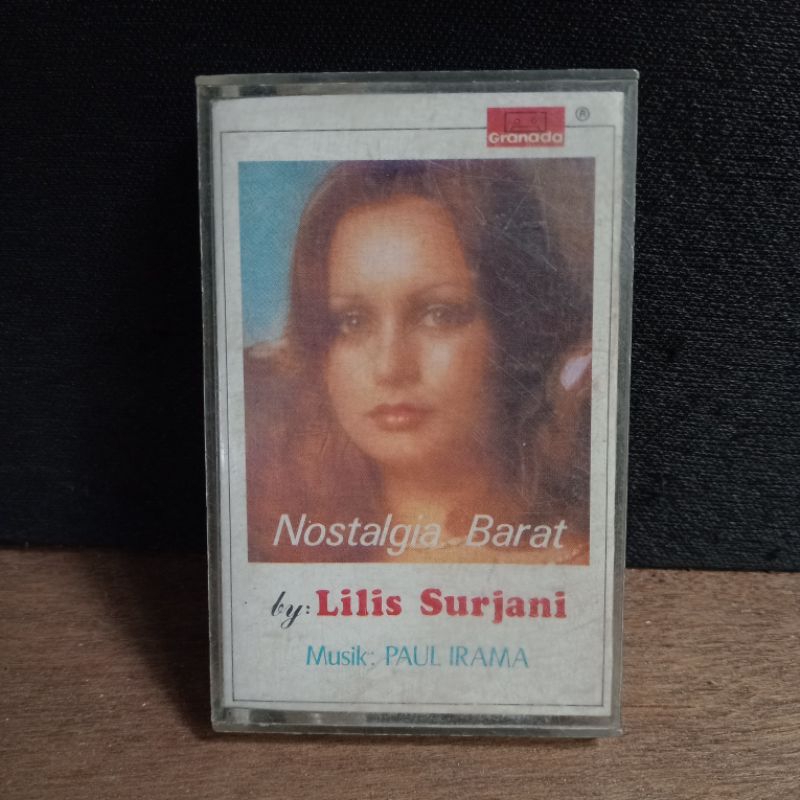 Granada ®
Nostalgia Barat
by: Lilis Surjani
Musik: PAUL IRAMA